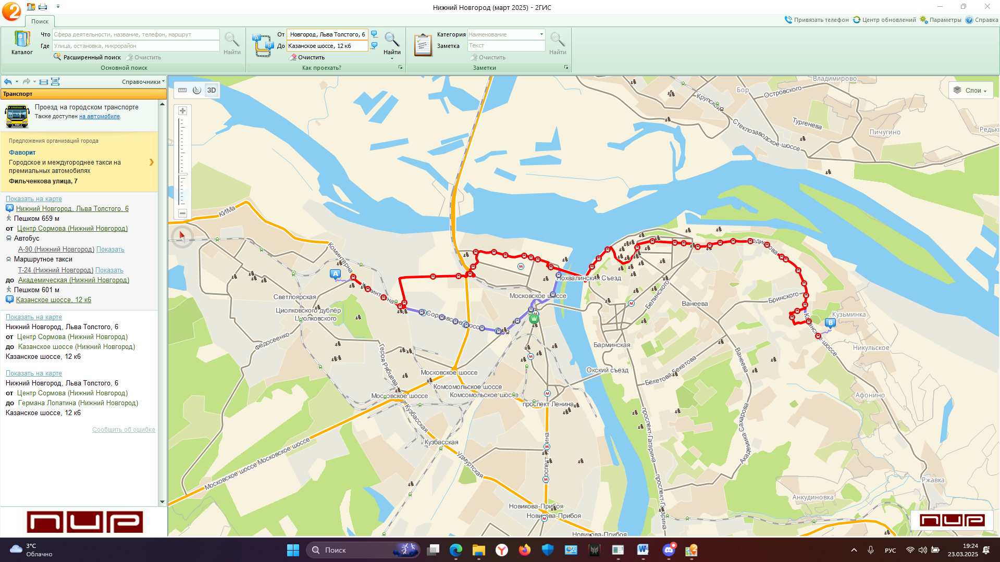 Нижний Новгород (март 2025) - 2ГИС
Поиск
Привязать телефон
Центр обновлений
Параметры
Справка
Каталог
Что
Сфера деятельности, название, телефон, маршрут
Где
Улица, остановка, микрорайон
Расширенный поиск
Очистить
Найти
Основной поиск
От
Новгород, Льва Толстого, 6
До
Казанское шоссе, 12 к6
Очистить
Найти
Как проехать?
Категория
Наименование
Заметка
Текст
Очистить
Найти
Заметки
Справочники
Транспорт
Проезд на городском транспорте
Также доступен на автомобиле.
Предложения организаций города
Фаворит
Городское и междугороднее такси на
премиальных автомобилях
Фильченкова улица, 7
Показать на карте
A Нижний Новгород, Льва Толстого, 6
Пешком 659 м
от Центр Сормова (Нижний Новгород)
Автобус
А-90 (Нижний Новгород) Показать
Маршрутное такси
Т-24 (Нижний Новгород) Показать
до Академическая (Нижний Новгород)
Пешком 601 м
B Казанское шоссе, 12 к6
Показать на карте
Нижний Новгород, Льва Толстого, 6
от Центр Сормова (Нижний Новгород)
до Казанское шоссе (Нижний Новгород)
Казанское шоссе, 12 к6
Показать на карте
Нижний Новгород, Льва Толстого, 6
от Центр Сормова (Нижний Новгород)
до Германа Лопатина (Нижний Новгород)
Казанское шоссе, 12 к6
Сообщить об ошибке
3D
Слои
Владимирово
Бор
Островского
Крупской
Стеклозаводское шоссе
Тургенева
Пичугино
КИМа
Коминтерна
A
Похвалинский Съезд
Светлоярская
Московское шоссе
Циолковского дублёр
Циолковского
Белинского
Ванеева
Бринского
Кузьминка
B
Федосеенко
Героя Рябцева
Барминская
Казанское шоссе
Никульское
Ванеева
Бекетова Бекетова
Окский съезд
Московское шоссе
Комсомольское шоссе
Московское шоссе
Комсомольское шоссе
проспект Ленина
Афонино
Кузбасская
Кузбасская
проспект Гагарина
Академика Сахарова
Удмуртская
Московское шоссе Московское шоссе
Ржавка
Анкудиновка
Новикова-Прибоя
Новикова-Прибоя
Новикова-Прибоя
проспект Гагарина
пир
пир
3°C
Облачно
Поиск
РУС
19:24
23.03.2025